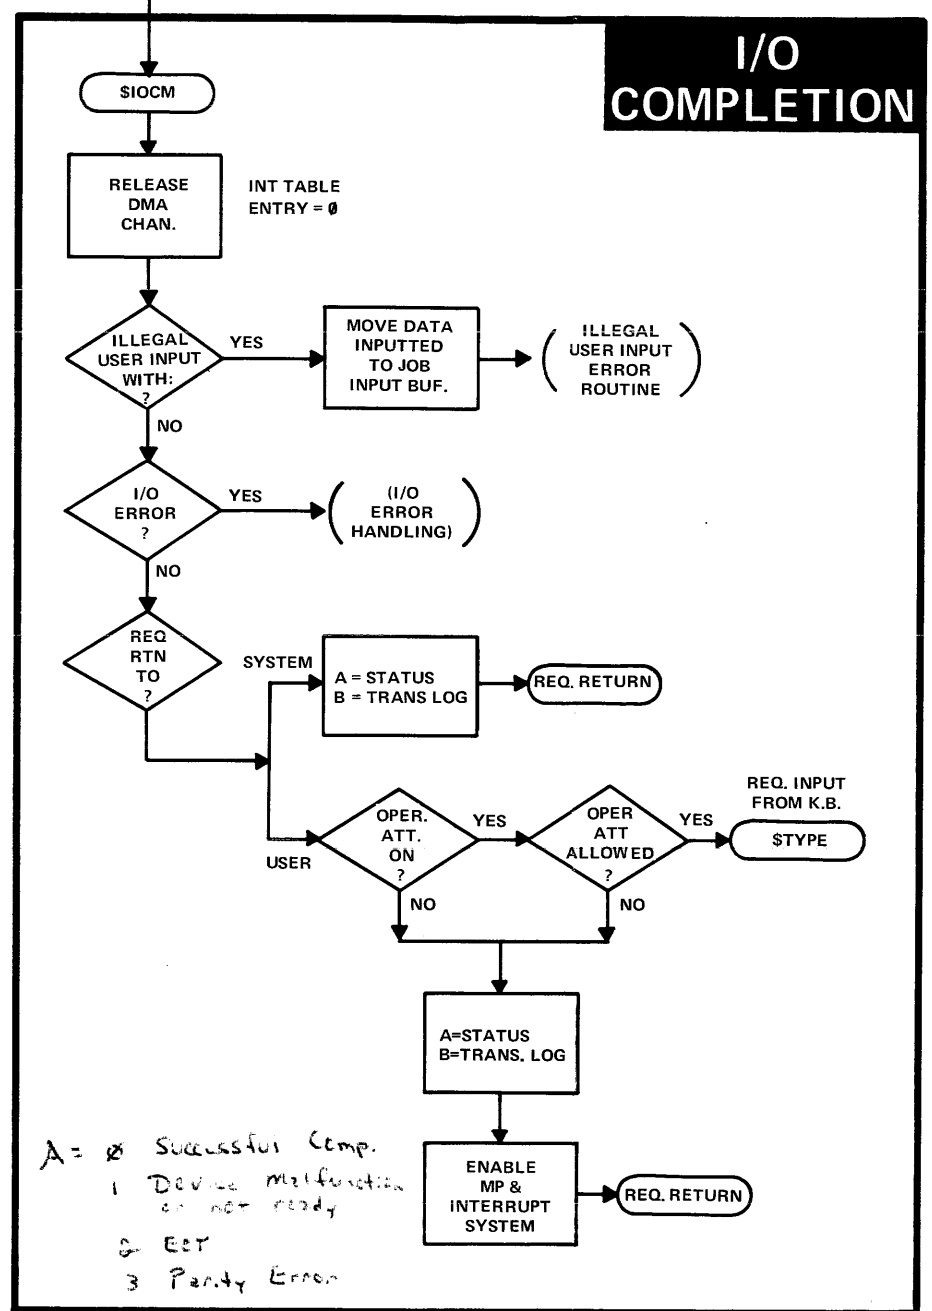 I/O
COMPLETION
$IOCM
RELEASE
DMA
CHAN.
INT TABLE
ENTRY = 0
ILLEGAL
USER INPUT
WITH:
?
YES
MOVE DATA
INPUTTED
TO JOB
INPUT BUF.
ILLEGAL
USER INPUT
ERROR
ROUTINE
NO
I/O
ERROR
?
YES
(I/O
ERROR
HANDLING)
NO
REQ
RTN
TO
?
SYSTEM
A = STATUS
B = TRANS LOG
REQ. RETURN
USER
OPER.
ATT.
ON
?
YES
OPER
ATT
ALLOWED
?
YES
REQ. INPUT
FROM K.B.
$TYPE
NO
NO
A=STATUS
B=TRANS. LOG
ENABLE
MP &
INTERRUPT
SYSTEM
REQ. RETURN
A = Ø Successful Comp.
1 Device Malfunction
or not ready
2 EOT
3 Parity Error